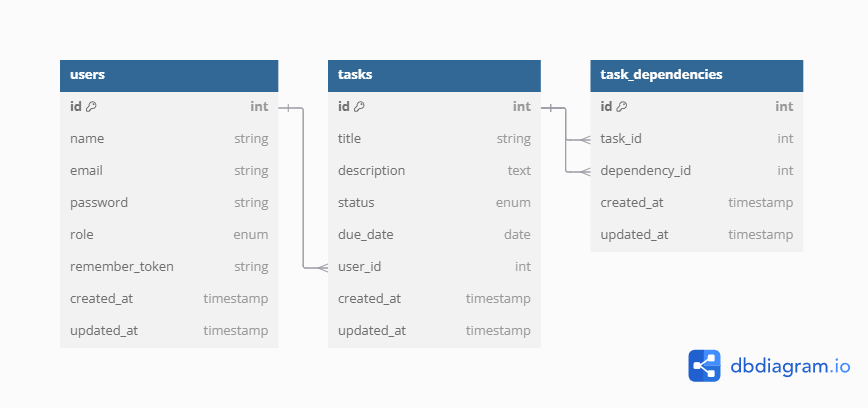 users
id int
name string
email string
password string
role enum
remember_token string
created_at timestamp
updated_at timestamp
tasks
id int
title string
description text
status enum
due_date date
user_id int
created_at timestamp
updated_at timestamp
task_dependencies
id int
task_id int
dependency_id int
created_at timestamp
updated_at timestamp
dbdiagram.io